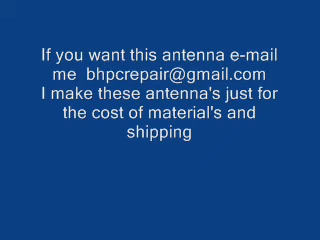 If you want this antenna e-mail
me  bhpcrepair@gmail.com
I make these antenna's just for
the cost of material's and
shipping